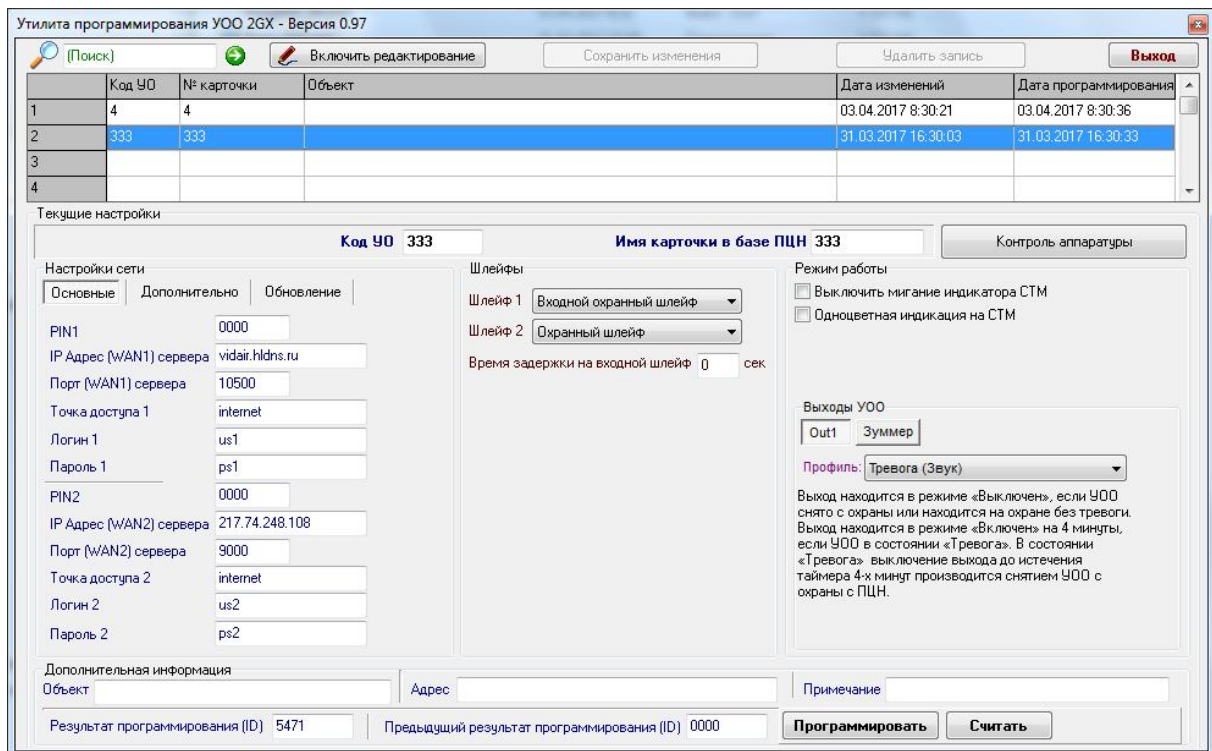 Утилита программирования УОО 2GX - Версия 0.97
(Поиск) Включить редактирование Сохранить изменения Удалить запись Выход
Код УО № карточки Объект Дата изменений Дата программирования
1 4 4 03.04.2017 8:30:21 03.04.2017 8:30:36
2 333 333 31.03.2017 16:30:03 31.03.2017 16:30:33
3
4
Текущие настройки
Код УО 333 Имя карточки в базе ПЦН 333 Контроль аппаратуры
Настройки сети
Основные Дополнительно Обновление
PIN1 0000
IP Адрес (WAN1) сервера vidair.hldns.ru
Порт (WAN1) сервера 10500
Точка доступа 1 internet
Логин 1 us1
Пароль 1 ps1
PIN2 0000
IP Адрес (WAN2) сервера 217.74.248.108
Порт (WAN2) сервера 9000
Точка доступа 2 internet
Логин 2 us2
Пароль 2 ps2
Шлейфы
Шлейф 1 Входной охранный шлейф
Шлейф 2 Охранный шлейф
Время задержки на входной шлейф 0 сек
Режим работы
Выключить мигание индикатора СТМ
Одноцветная индикация на СТМ
Выходы УОО
Out1 Зуммер
Профиль: Тревога (Звук)
Выход находится в режиме «Выключен», если УОО
снято с охраны или находится на охране без тревоги.
Выход находится в режиме «Включен» на 4 минуты,
если УОО в состоянии «Тревога». В состоянии
«Тревога» выключение выхода до истечения
таймера 4-х минут производится снятием УОО с
охраны с ПЦН.
Дополнительная информация
Объект Адрес Примечание
Результат программирования (ID) 5471 Предыдущий результат программирования (ID) 0000 Программировать Считать